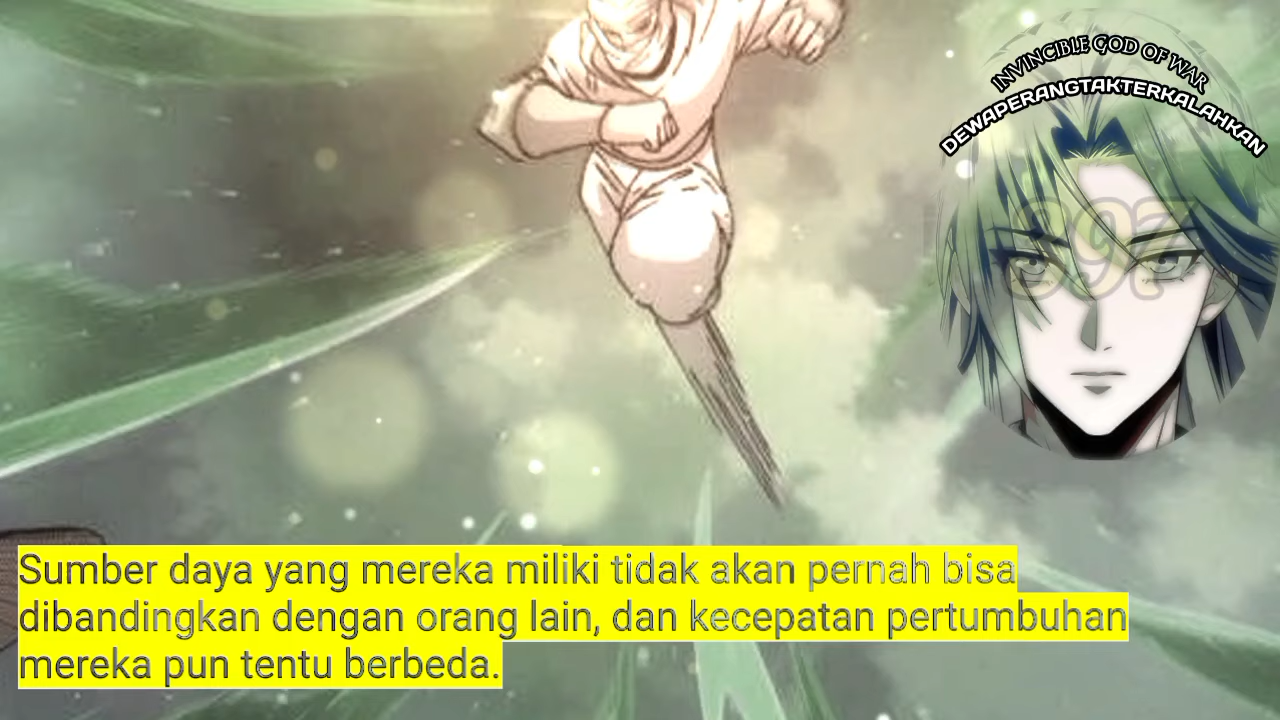 INVINCIBLE GOD OF WAR
DEWAPERANGTAKTERKALAHKAN
397
Sumber daya yang mereka miliki tidak akan pernah bisa
dibandingkan dengan orang lain, dan kecepatan pertumbuhan
mereka pun tentu berbeda.